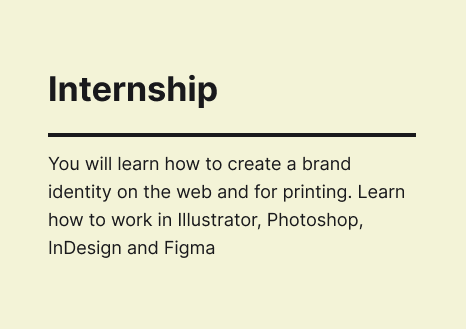 Internship
You will learn how to create a brand
identity on the web and for printing. Learn
how to work in Illustrator, Photoshop,
InDesign and Figma